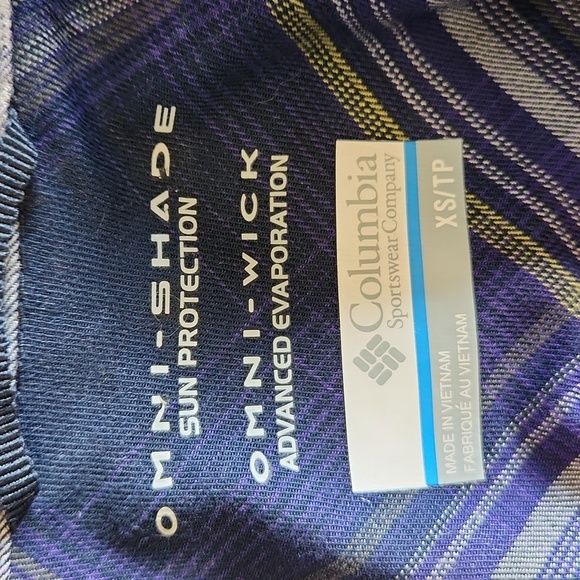 OMNI-SHADE
SUN PROTECTION
OMNI-WICK
ADVANCED EVAPORATION
Columbia
Sportswear Company
XS/TP
MADE IN VIETNAM
FABRIQUÉ AU VIETNAM